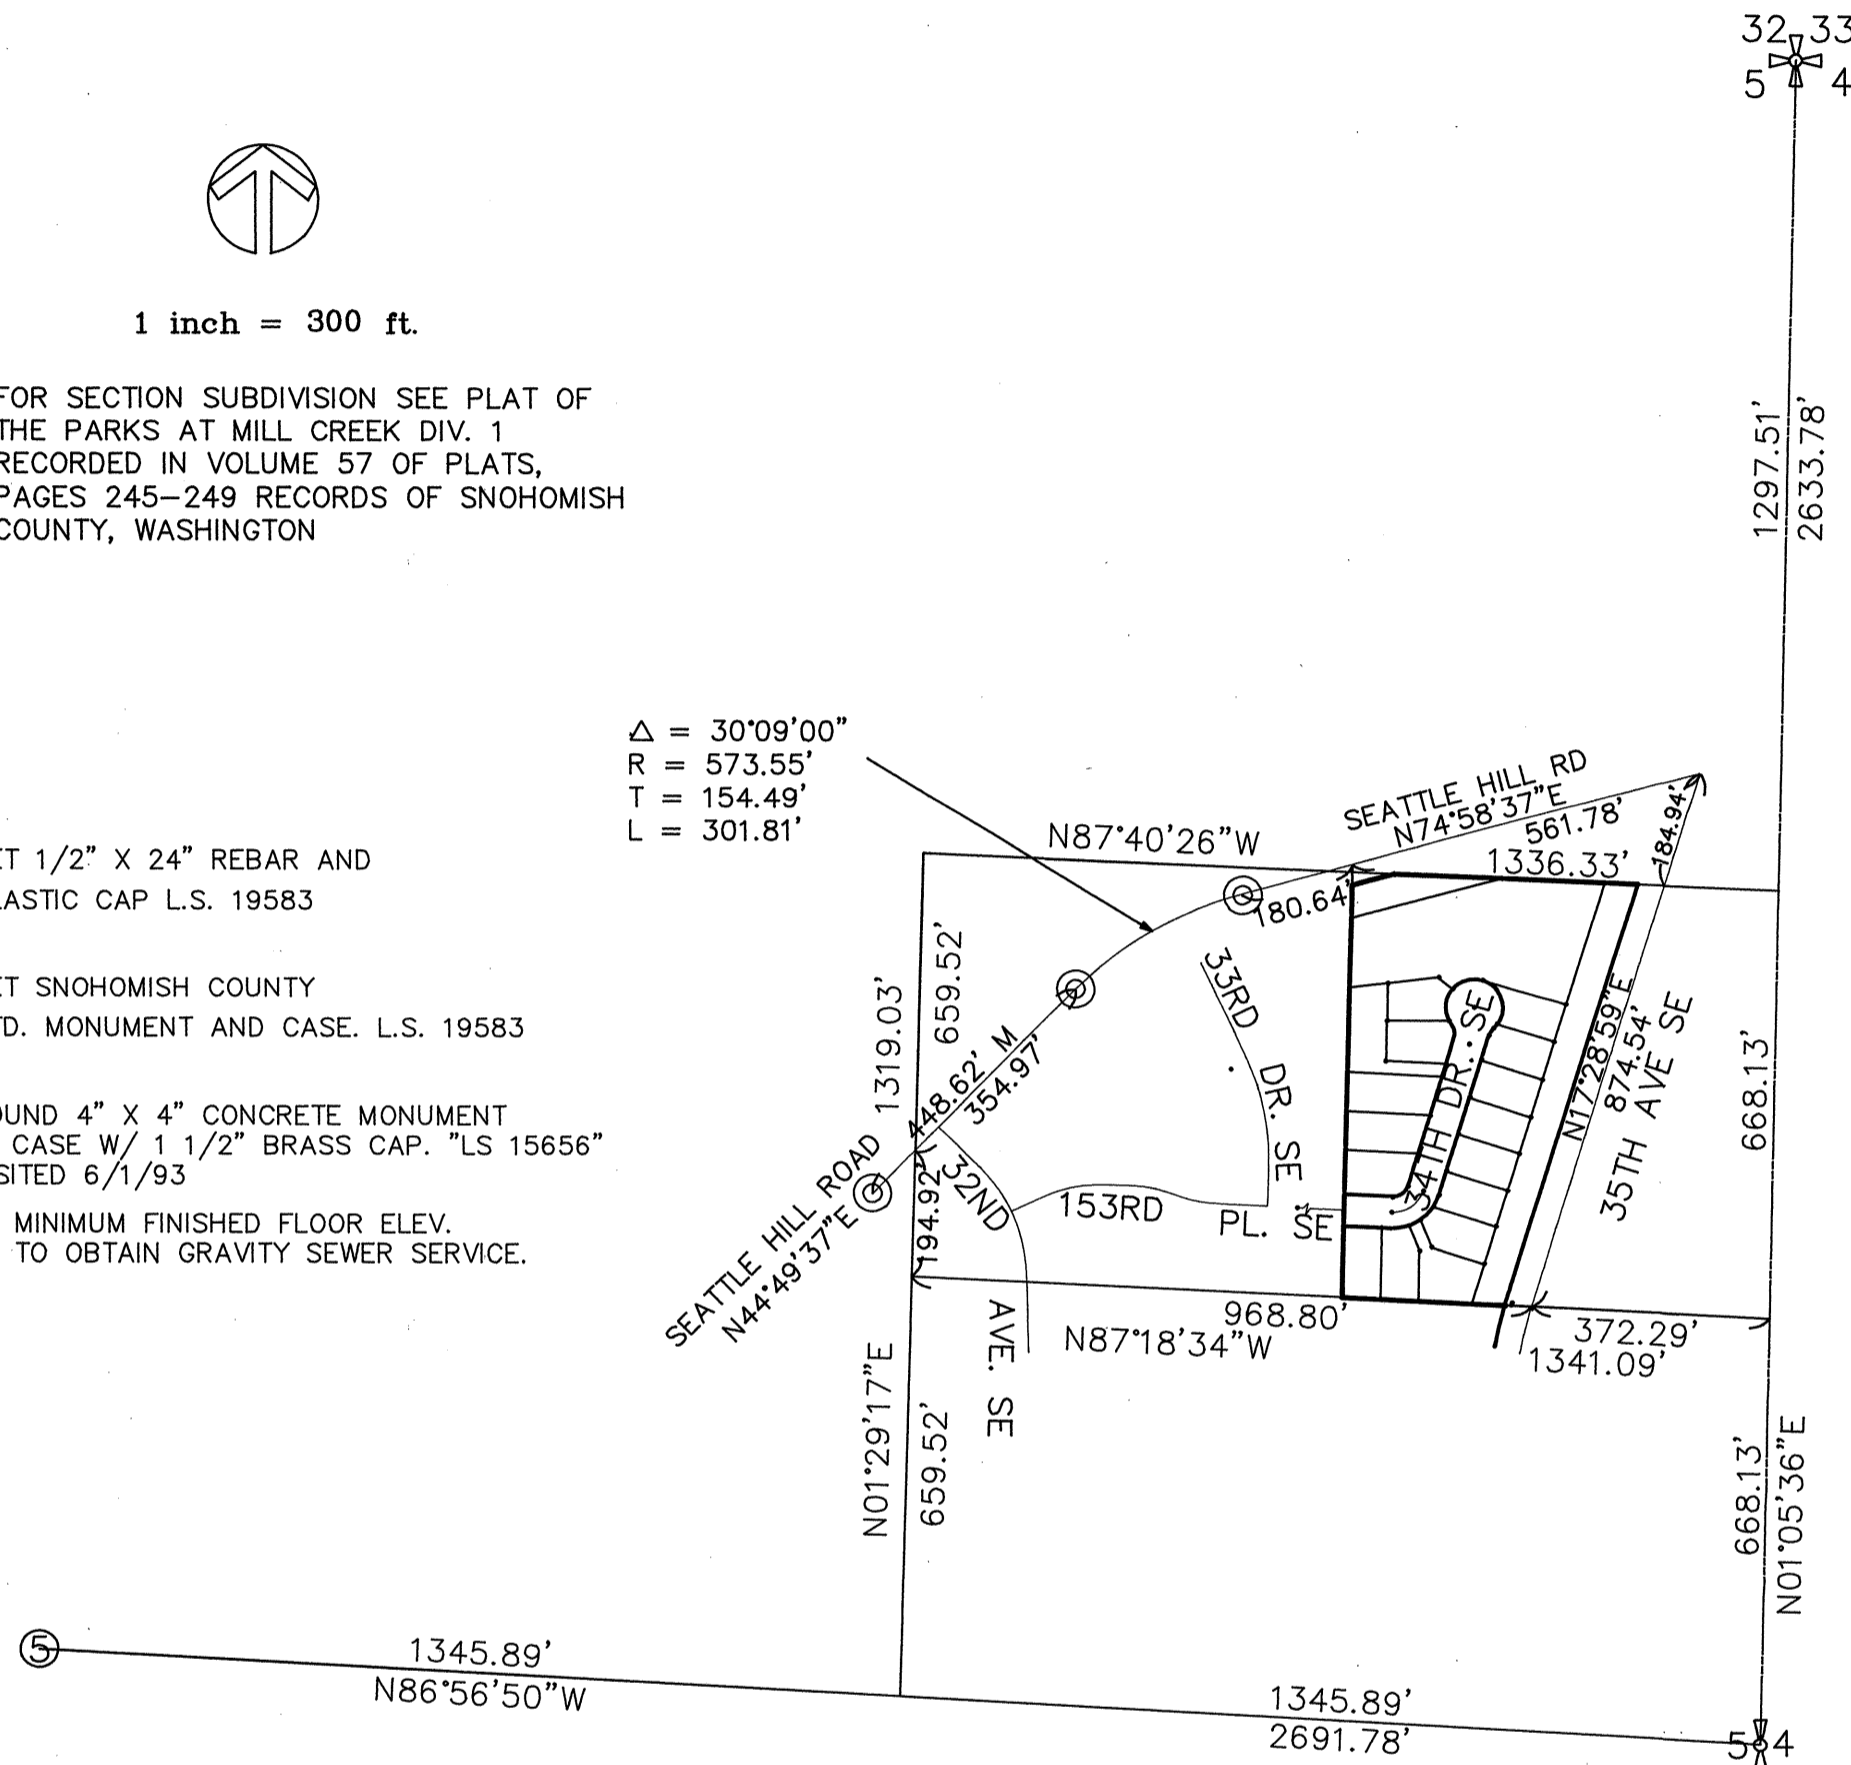 32 33
5 4
1 inch = 300 ft.
FOR SECTION SUBDIVISION SEE PLAT OF
THE PARKS AT MILL CREEK DIV. 1
RECORDED IN VOLUME 57 OF PLATS,
PAGES 245–249 RECORDS OF SNOHOMISH
COUNTY, WASHINGTON
1297.51'
2633.78'
Δ = 30°09'00"
R = 573.55'
T = 154.49'
L = 301.81'
SEATTLE HILL RD
N74°58'37"E
561.78'
184.94'
N87°40'26"W
1336.33'
180.64'
ET 1/2" X 24" REBAR AND
LASTIC CAP L.S. 19583
ET SNOHOMISH COUNTY
TD. MONUMENT AND CASE. L.S. 19583
OUND 4" X 4" CONCRETE MONUMENT
CASE W/ 1 1/2" BRASS CAP. "LS 15656"
SITED 6/1/93
MINIMUM FINISHED FLOOR ELEV.
TO OBTAIN GRAVITY SEWER SERVICE.
1319.03'
659.52'
448.62' M
354.97'
33RD DR. SE
34TH DR. SE
N17°28'59"E
874.54'
35TH AVE SE
668.13'
SEATTLE HILL ROAD
N44°49'37"E
194.92'
32ND AVE. SE
153RD PL. SE
968.80'
N87°18'34"W
372.29'
1341.09'
N01°29'17"E
659.52'
668.13'
N01°05'36"E
5
1345.89'
N86°56'50"W
1345.89'
2691.78'
5 4